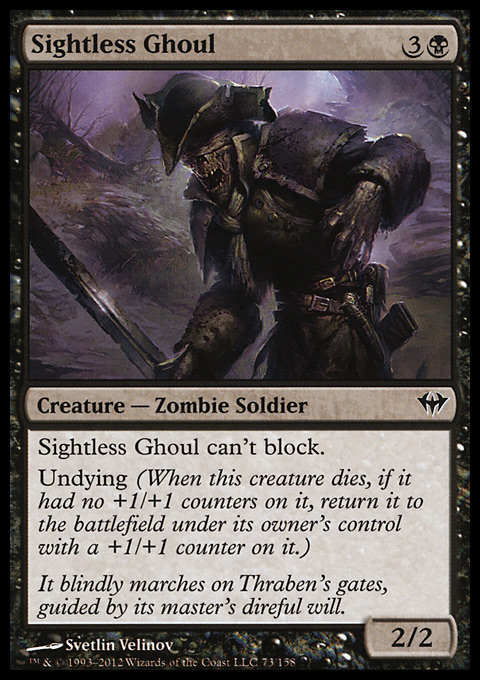 Sightless Ghoul 3
Creature — Zombie Soldier
Sightless Ghoul can't block.
Undying (When this creature dies, if it
had no +1/+1 counters on it, return it to
the battlefield under its owner's control
with a +1/+1 counter on it.)
It blindly marches on Thraben's gates,
guided by its master's direful will.
2/2
Svetlin Velinov
™ & © 1993–2012 Wizards of the Coast LLC 73/158